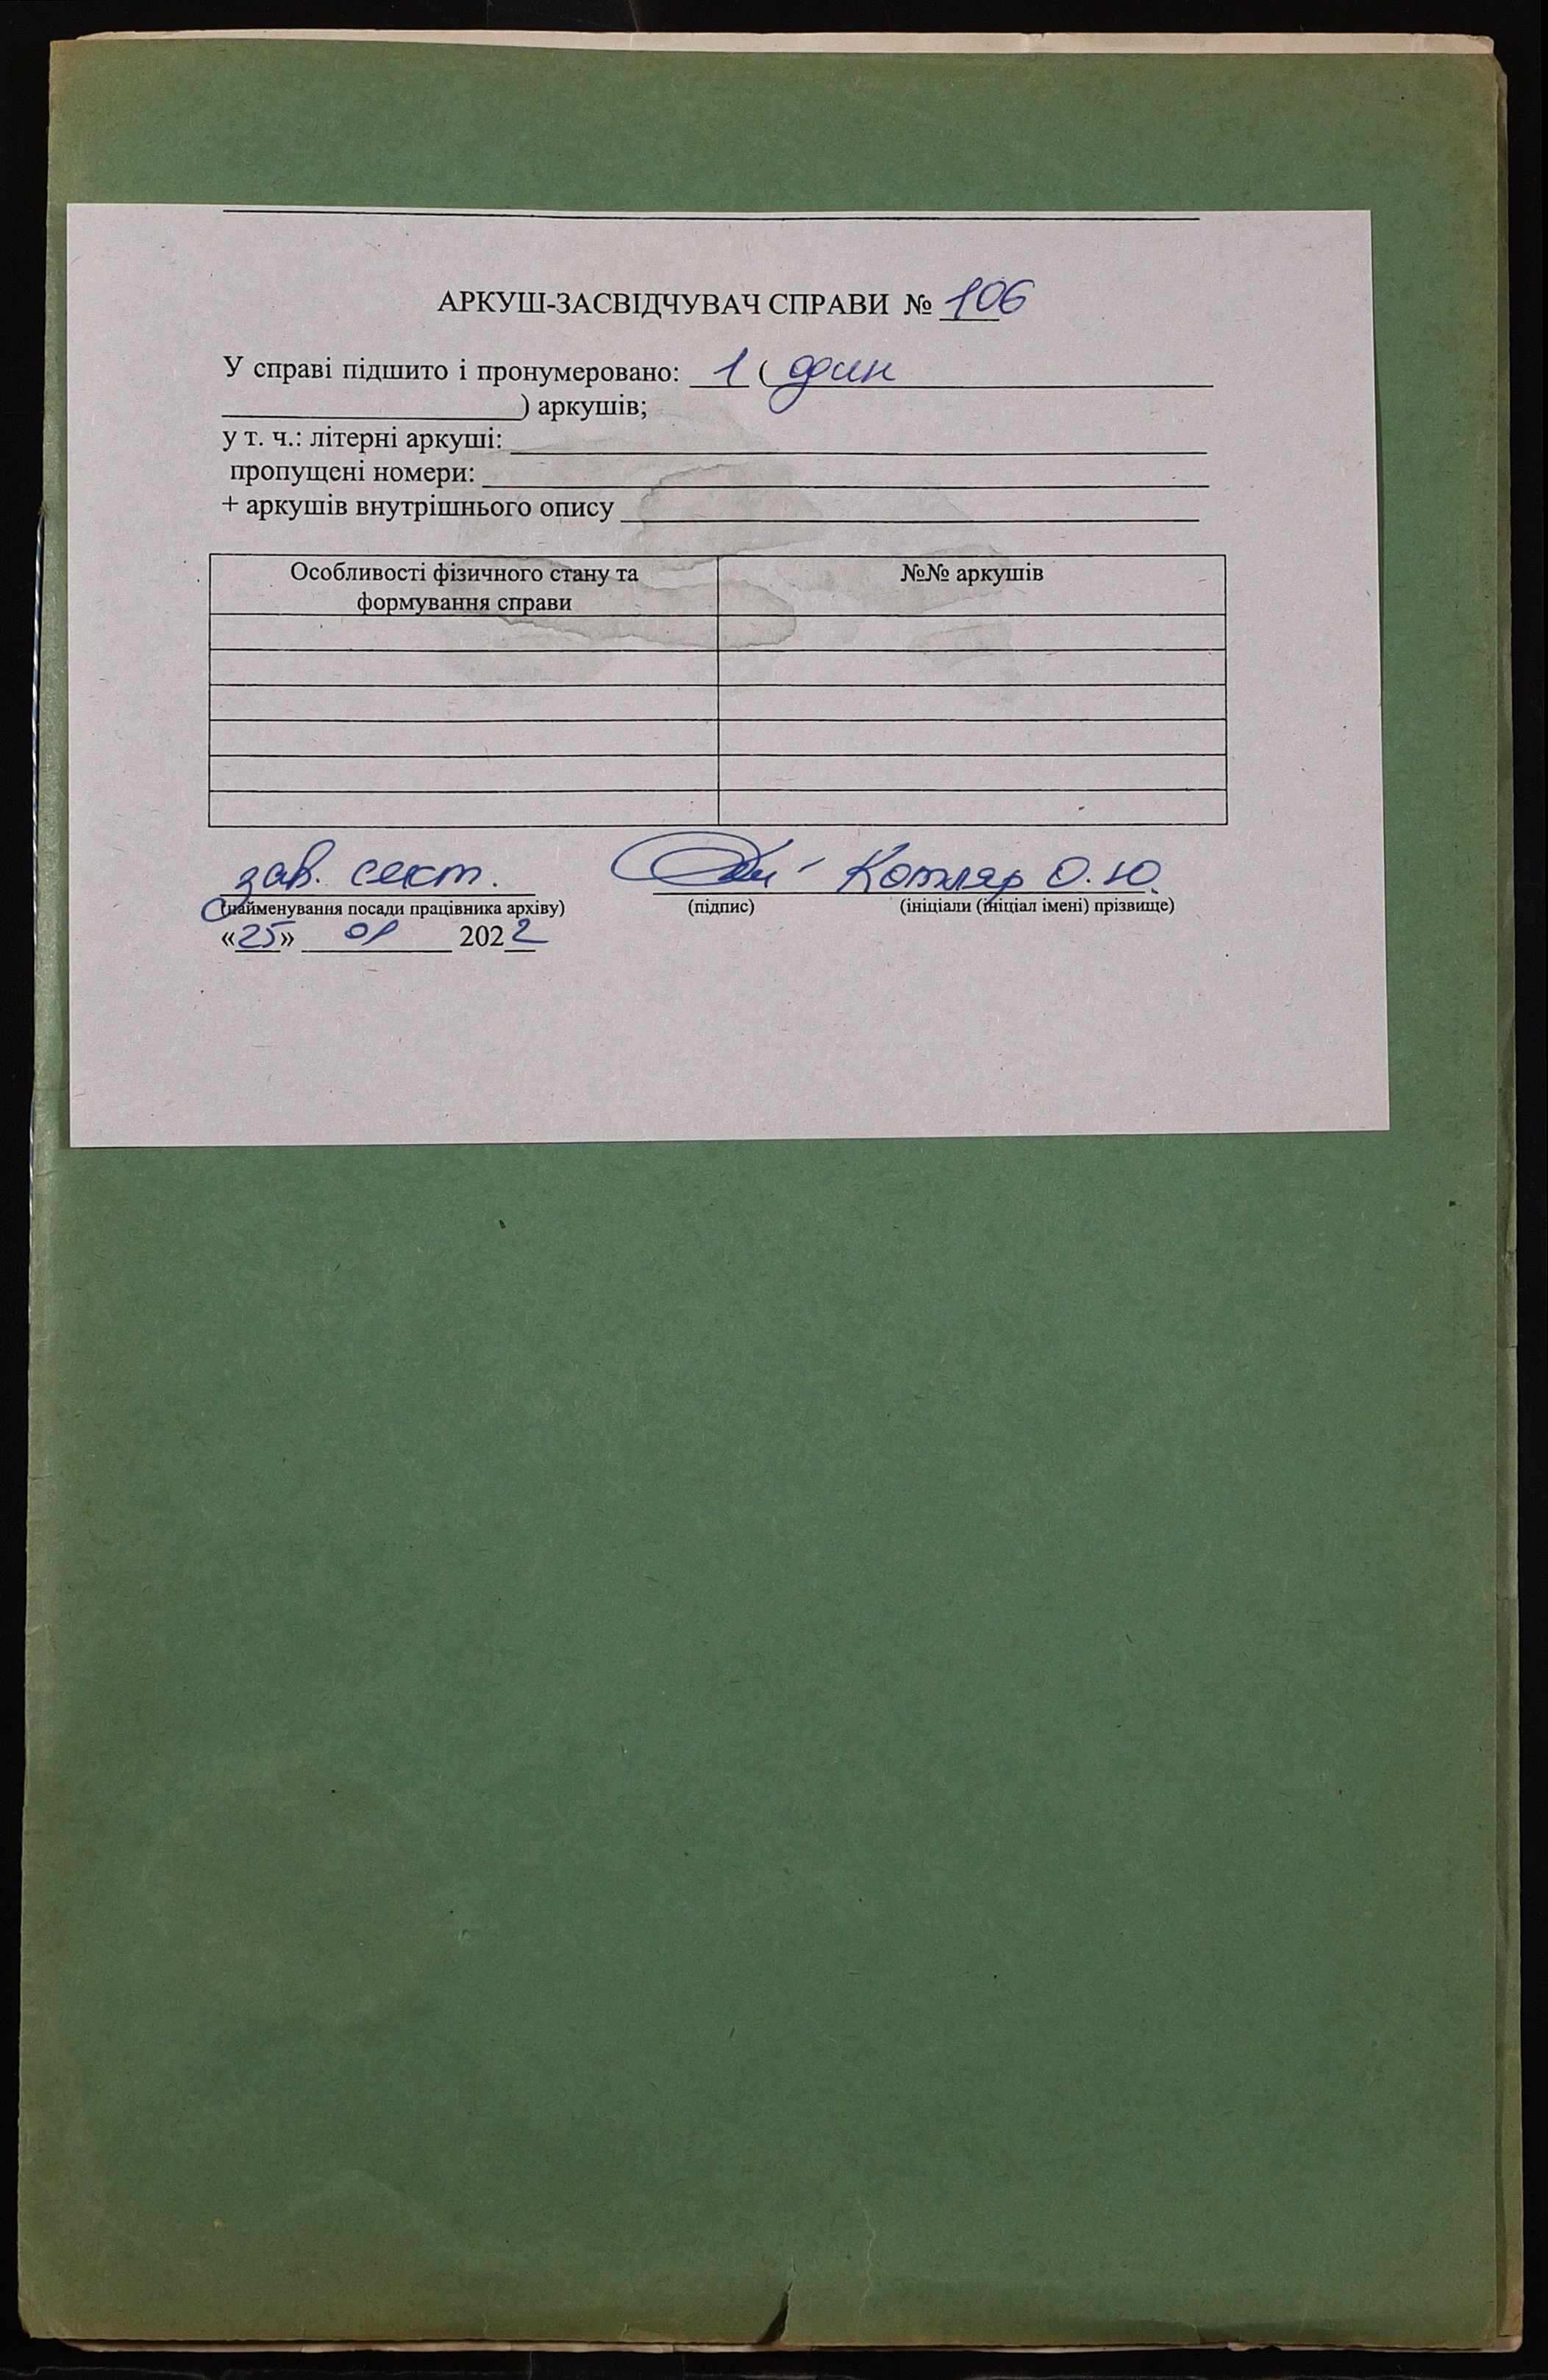 АРКУШ-ЗАСВІДЧУВАЧ СПРАВИ № 106
У справі підшито і пронумеровано: 1 ( один
) аркушів;
у т. ч.: літерні аркуші:
пропущені номери:
+ аркушів внутрішнього опису
Особливості фізичного стану та формування справи
№№ аркушів
зав. сект. Котляр О.Ю.
(найменування посади працівника архіву) (підпис) (ініціали (ініціал імені) прізвище)
«25» 01 2022